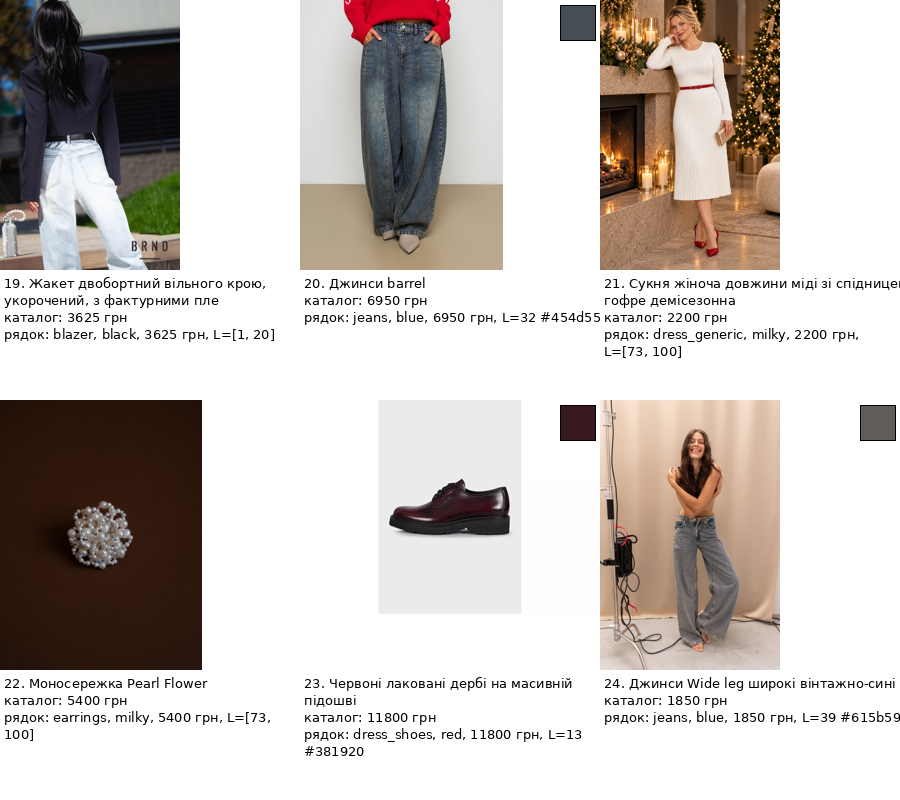 BRND
19. Жакет двобортний вільного крою,
укорочений, з фактурними пле
каталог: 3625 грн
рядок: blazer, black, 3625 грн, L=[1, 20]
20. Джинси barrel
каталог: 6950 грн
рядок: jeans, blue, 6950 грн, L=32 #454d55
21. Сукня жіноча довжини міді зі спідницею
гофре демісезонна
каталог: 2200 грн
рядок: dress_generic, milky, 2200 грн,
L=[73, 100]
22. Моносережка Pearl Flower
каталог: 5400 грн
рядок: earrings, milky, 5400 грн, L=[73,
100]
23. Червоні лаковані дербі на масивній
підошві
каталог: 11800 грн
рядок: dress_shoes, red, 11800 грн, L=13
#381920
24. Джинси Wide leg широкі вінтажно-сині
каталог: 1850 грн
рядок: jeans, blue, 1850 грн, L=39 #615b59